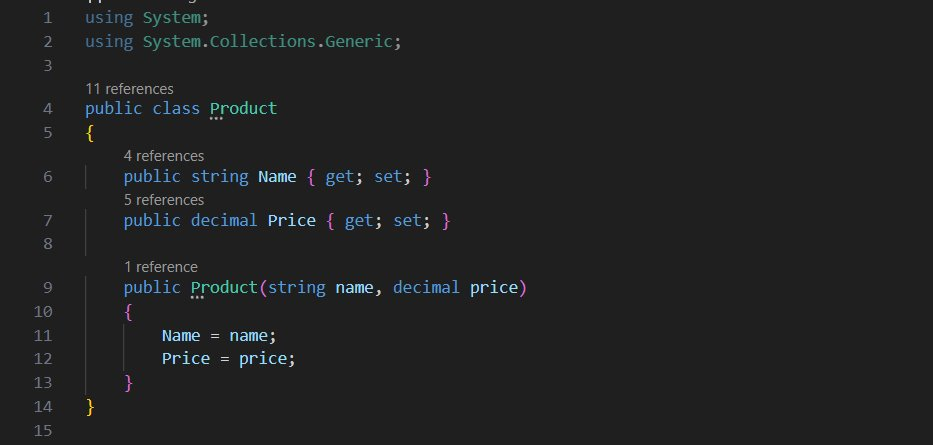 1 using System;
2 using System.Collections.Generic;
3
11 references
4 public class Product
5 {
4 references
6 public string Name { get; set; }
5 references
7 public decimal Price { get; set; }
8
1 reference
9 public Product(string name, decimal price)
10 {
11 Name = name;
12 Price = price;
13 }
14 }
15